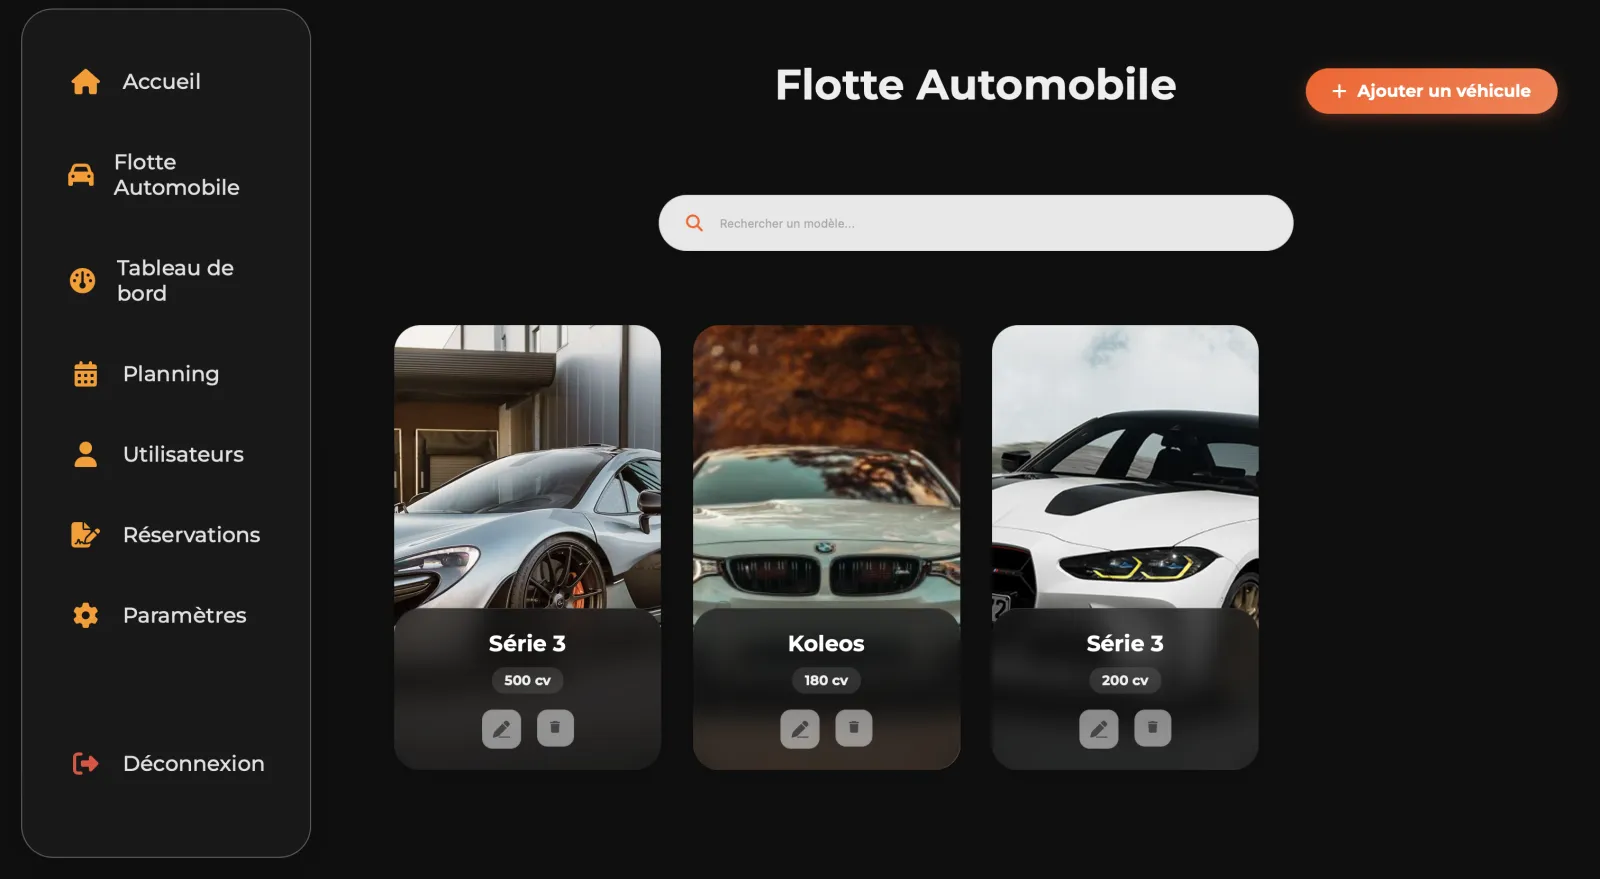 Accueil
Flotte
Automobile
Tableau de
bord
Planning
Utilisateurs
Réservations
Paramètres
Déconnexion
Flotte Automobile
+ Ajouter un véhicule
Rechercher un modèle...
Série 3
500 cv
Koleos
180 cv
Série 3
200 cv